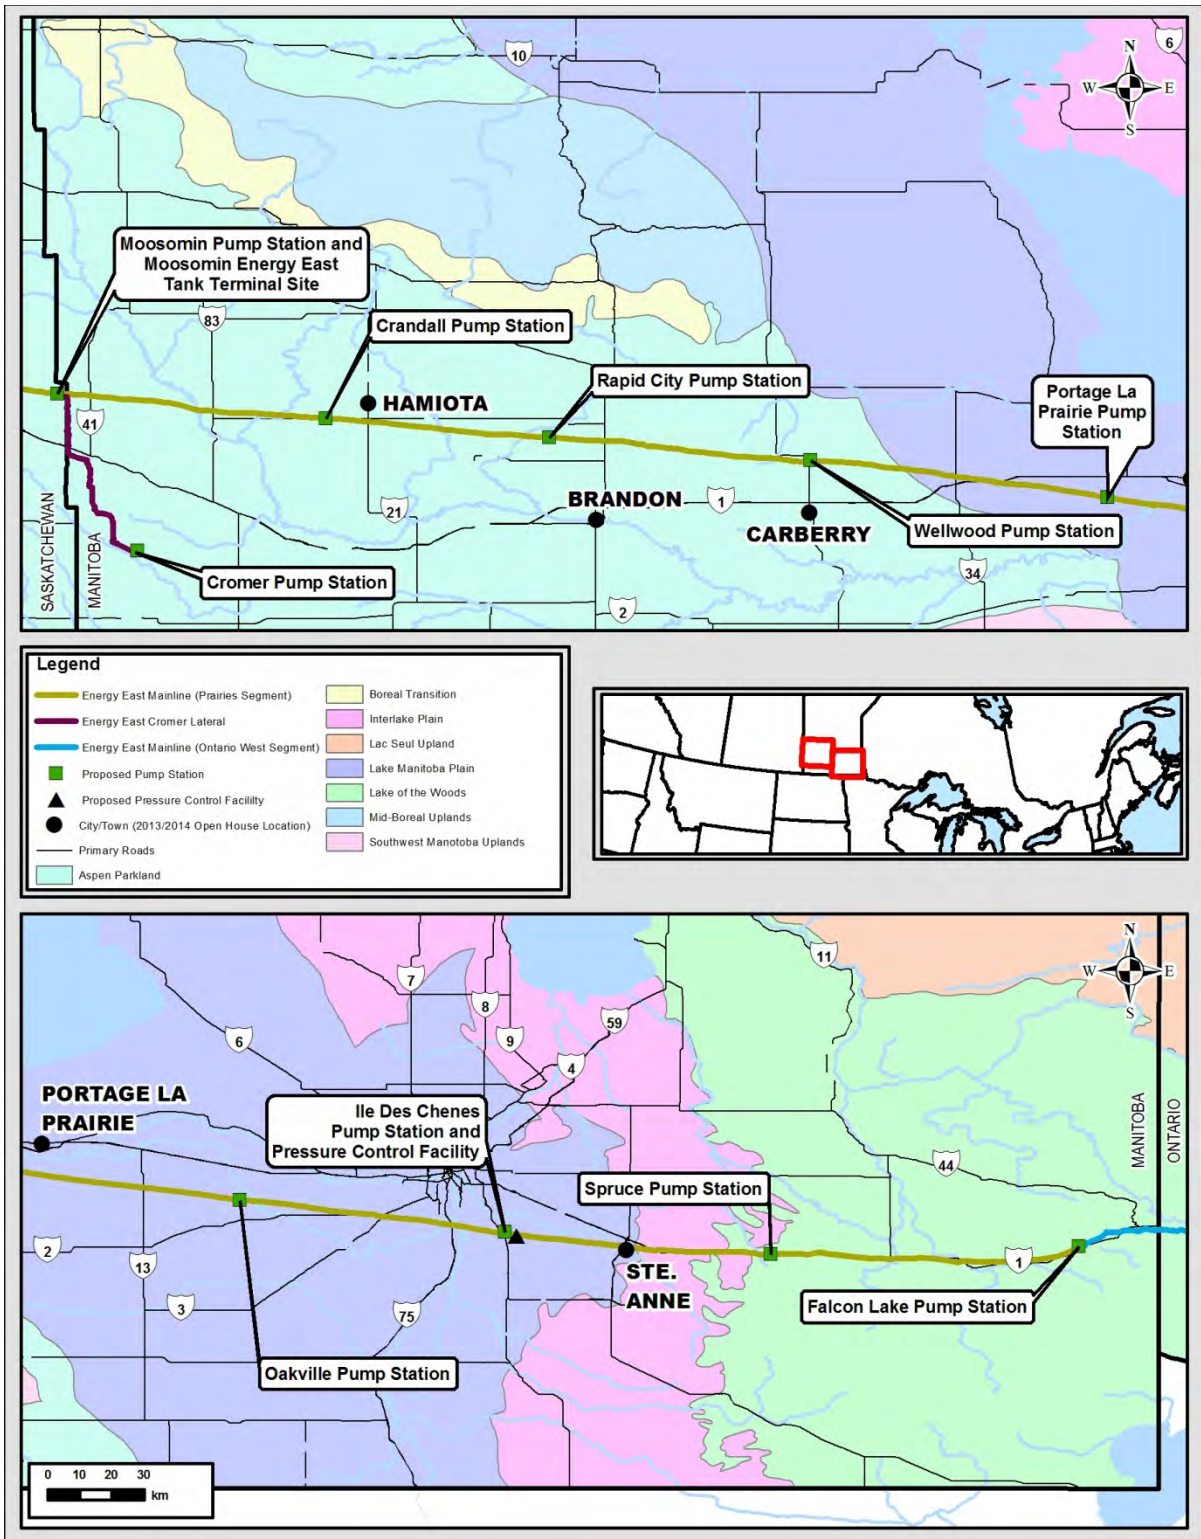 10
6
N
W E
S
Moosomin Pump Station and
Moosomin Energy East
Tank Terminal Site
83
Crandall Pump Station
Rapid City Pump Station
Portage La
Prairie Pump
Station
HAMIOTA
41
BRANDON
1
21
CARBERRY
Wellwood Pump Station
SASKATCHEWAN
MANITOBA
Cromer Pump Station
34
2
Legend
Energy East Mainline (Prairies Segment)
Energy East Cromer Lateral
Energy East Mainline (Ontario West Segment)
Proposed Pump Station
Proposed Pressure Control Facililty
City/Town (2013/2014 Open House Location)
Primary Roads
Aspen Parkland
Boreal Transition
Interlake Plain
Lac Seul Upland
Lake Manitoba Plain
Lake of the Woods
Mid-Boreal Uplands
Southwest Manotoba Uplands
11
N
W E
S
7
8
59
6
9
4
PORTAGE LA
PRAIRIE
Ile Des Chenes
Pump Station and
Pressure Control Facility
MANITOBA
ONTARIO
44
Spruce Pump Station
2
13
1
STE.
ANNE
3
75
Falcon Lake Pump Station
Oakville Pump Station
0 10 20 30
km